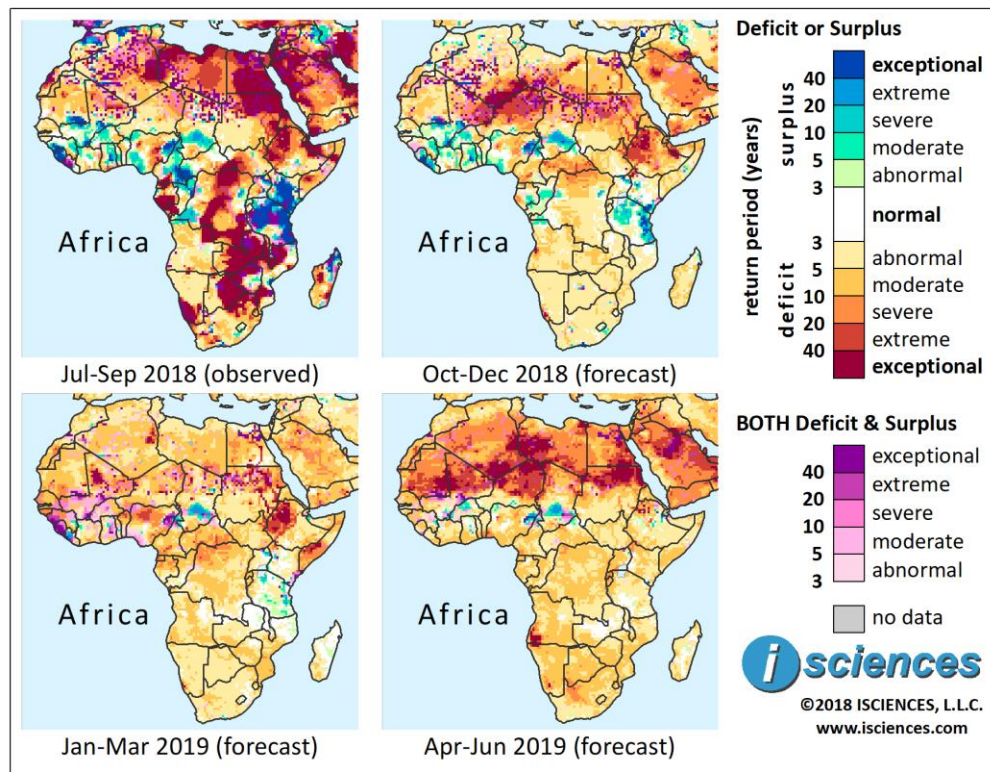 Africa
Jul-Sep 2018 (observed)
Africa
Oct-Dec 2018 (forecast)
Africa
Jan-Mar 2019 (forecast)
Africa
Apr-Jun 2019 (forecast)
Deficit or Surplus
return period (years)
surplus
deficit
exceptional
40
extreme
20
severe
10
moderate
5
abnormal
3
normal
3
abnormal
5
moderate
10
severe
20
extreme
40
exceptional
BOTH Deficit & Surplus
exceptional
40
extreme
20
severe
10
moderate
5
abnormal
3
no data
i sciences
©2018 ISCIENCES, L.L.C.
www.isciences.com